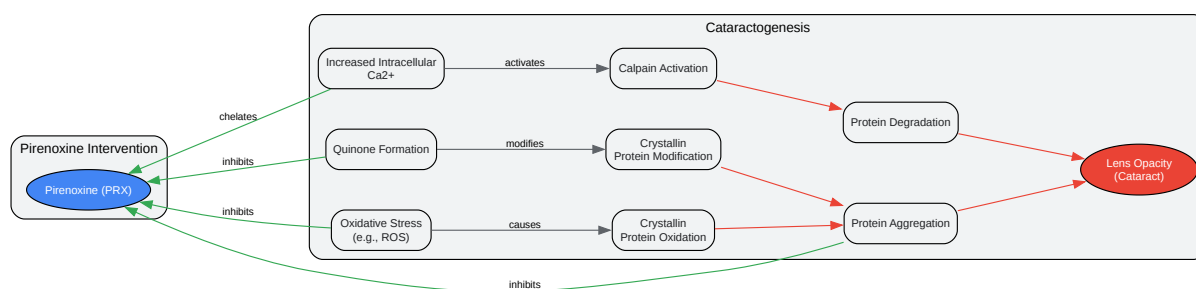 Cataractogenesis
Increased Intracellular
Ca2+
activates
Calpain Activation
chelates
Protein Degradation
Pirenoxine Intervention
Quinone Formation
modifies
Crystallin
Protein Modification
inhibits
Lens Opacity
(Cataract)
Pirenoxine (PRX)
inhibits
Oxidative Stress
(e.g., ROS)
causes
Crystallin
Protein Oxidation
Protein Aggregation
inhibits